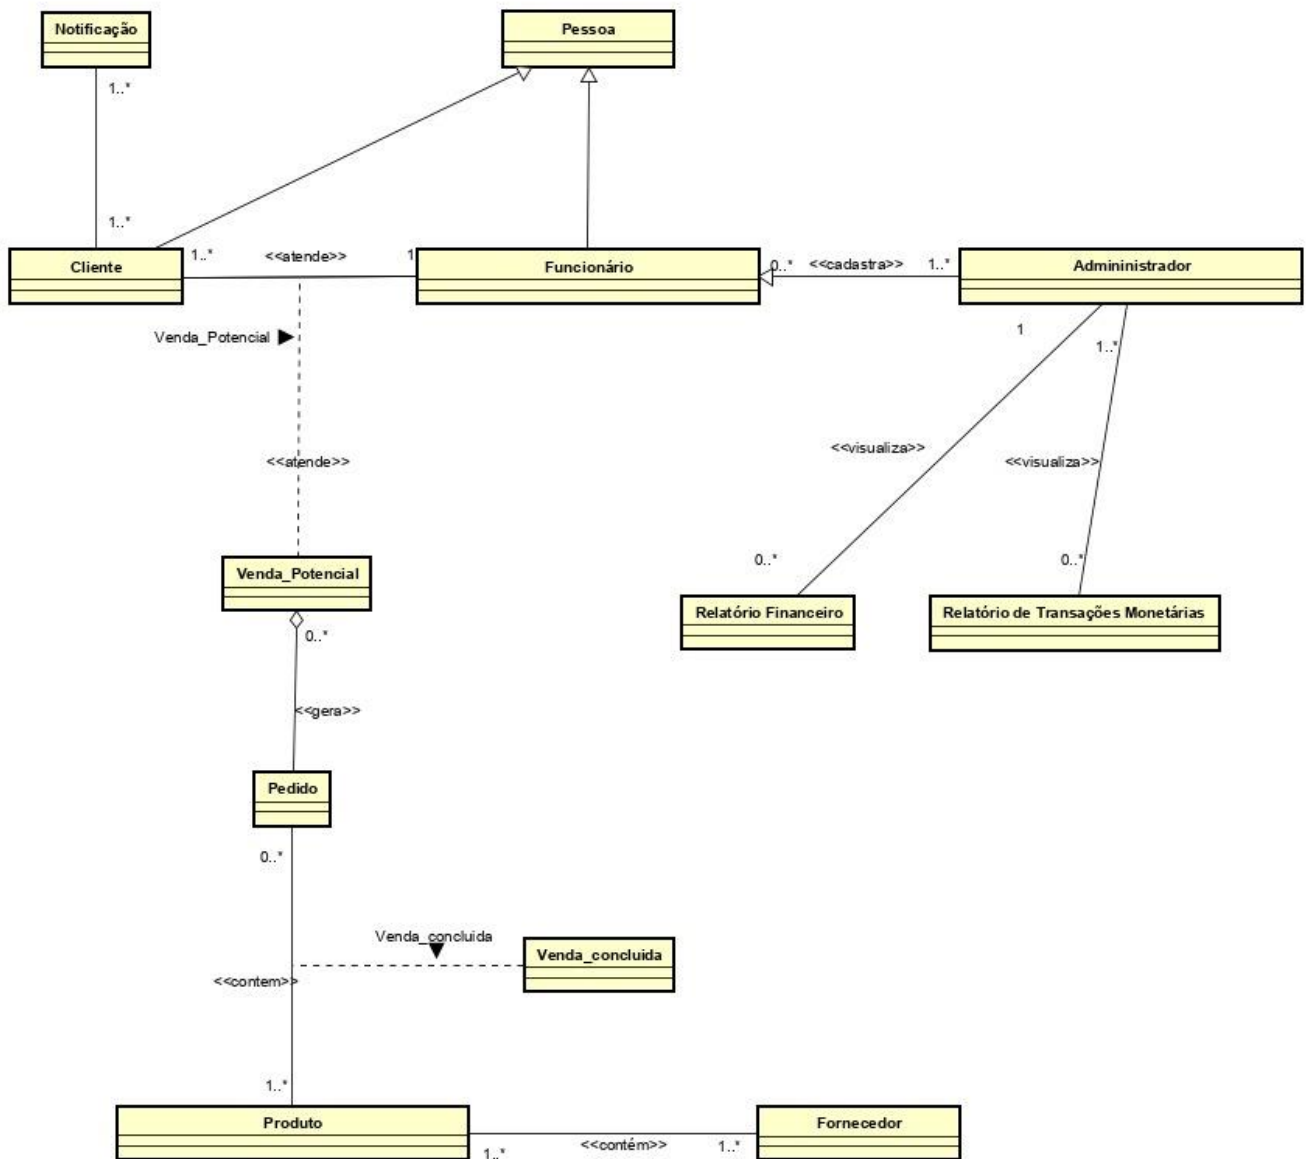 Notificação
Pessoa
1..*
1..*
Cliente
1..*
<<atende>>
1
Funcionário
0..*
<<cadastra>>
1..*
Admininistrador
Venda_Potencial
1
1..*
<<atende>>
<<visualiza>>
<<visualiza>>
0..*
0..*
Venda_Potencial
Relatório Financeiro
Relatório de Transações Monetárias
0..*
<<gera>>
Pedido
0..*
Venda_concluida
Venda_concluida
<<contem>>
1..*
Produto
1..*
<<contém>>
1..*
Fornecedor